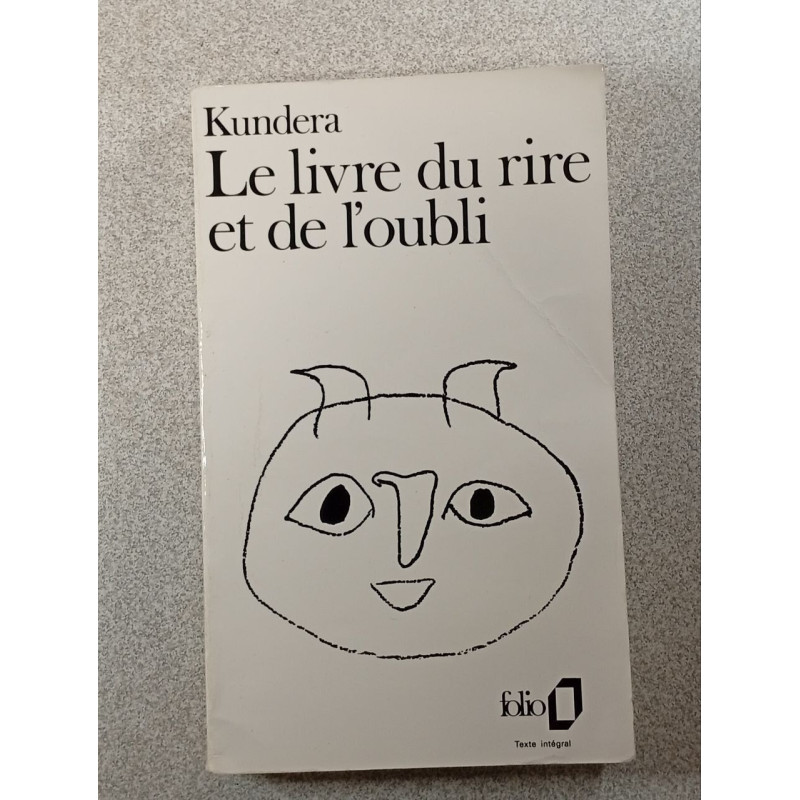 Kundera
Le livre du rire
et de l'oubli
folio
Texte intégral